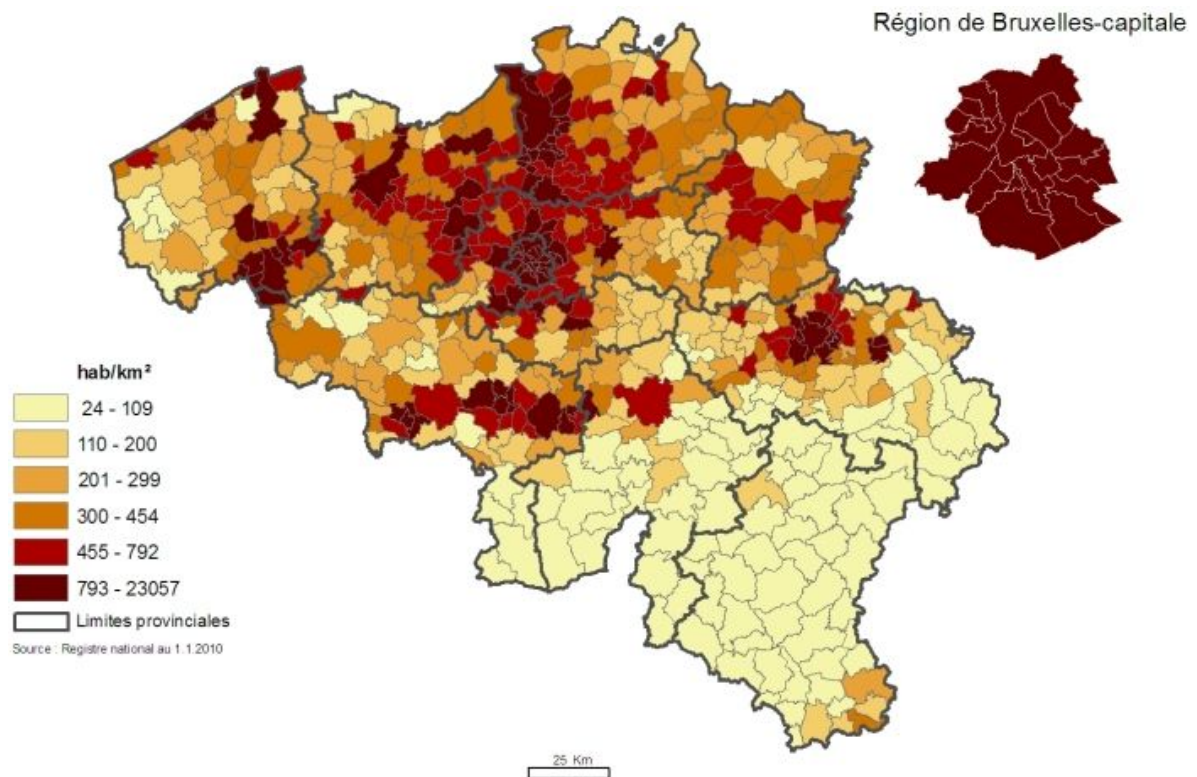 Région de Bruxelles-capitale
hab/km²
24 - 109
110 - 200
201 - 299
300 - 454
455 - 792
793 - 23057
Limites provinciales
Source : Registre national au 1.1.2010
25 Km